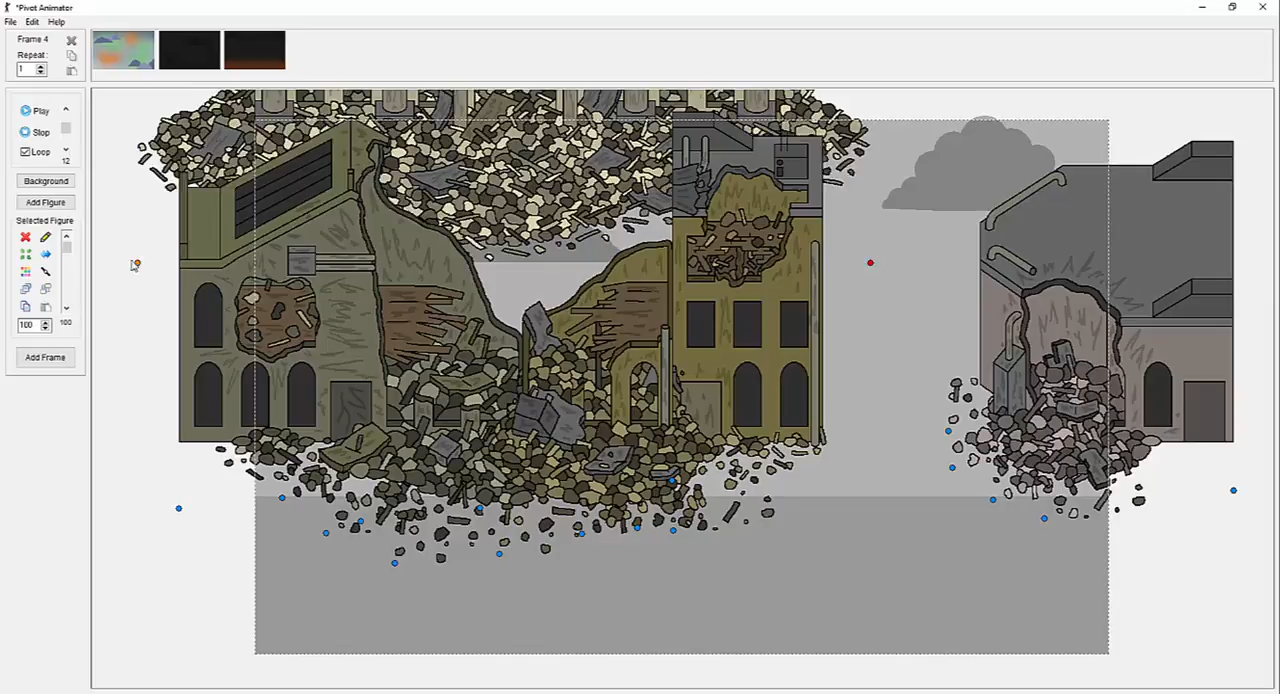 *Pivot Animator
File Edit Help
Frame 4
Repeat:
1
Play
Stop
Loop
12
Background
Add Figure
Selected Figure
100
100
Add Frame